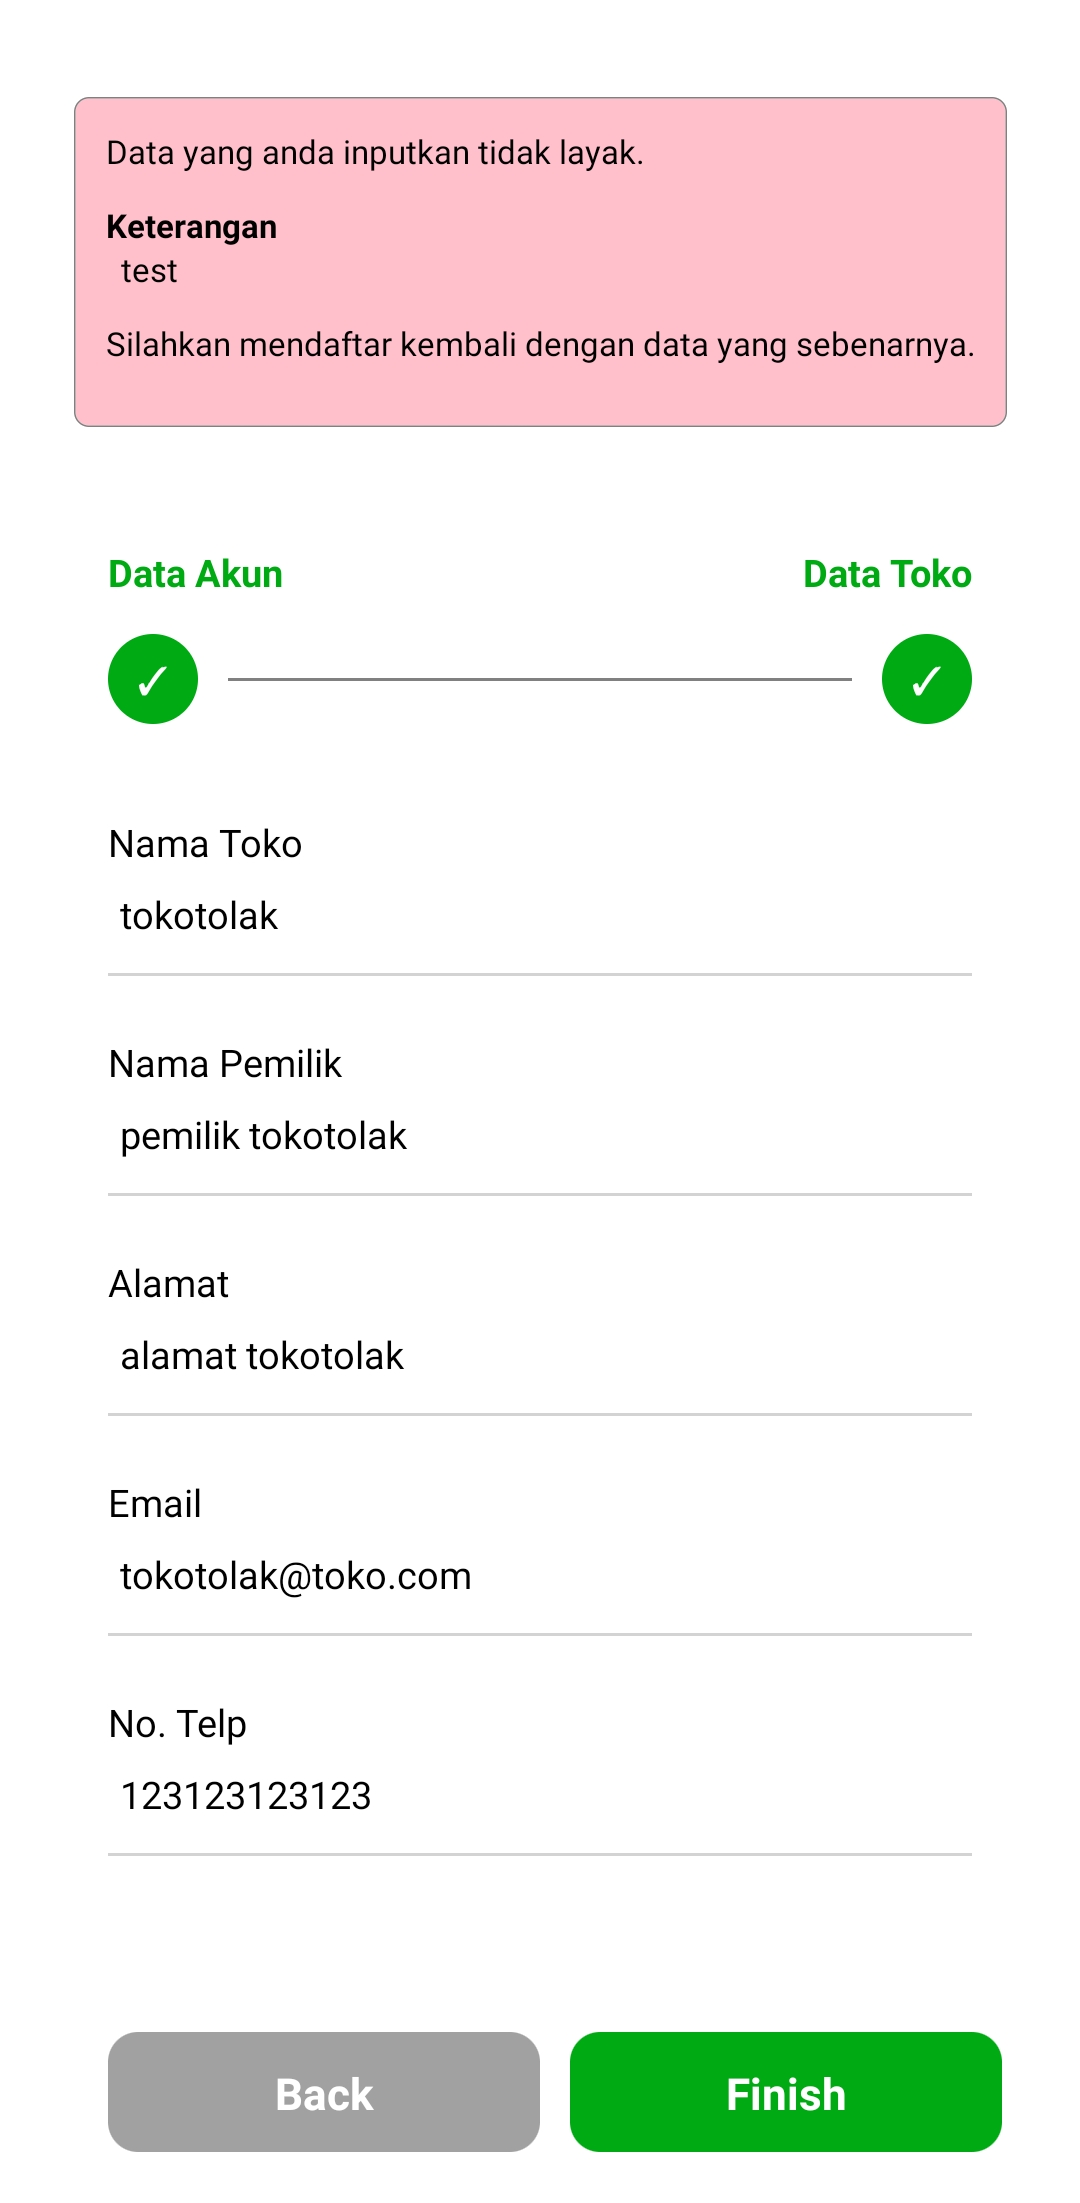 Data yang anda inputkan tidak layak.
Keterangan
test
Silahkan mendaftar kembali dengan data yang sebenarnya.
Data Akun
Data Toko
✓
✓
Nama Toko
tokotolak
Nama Pemilik
pemilik tokotolak
Alamat
alamat tokotolak
Email
tokotolak@toko.com
No. Telp
123123123123
Back
Finish